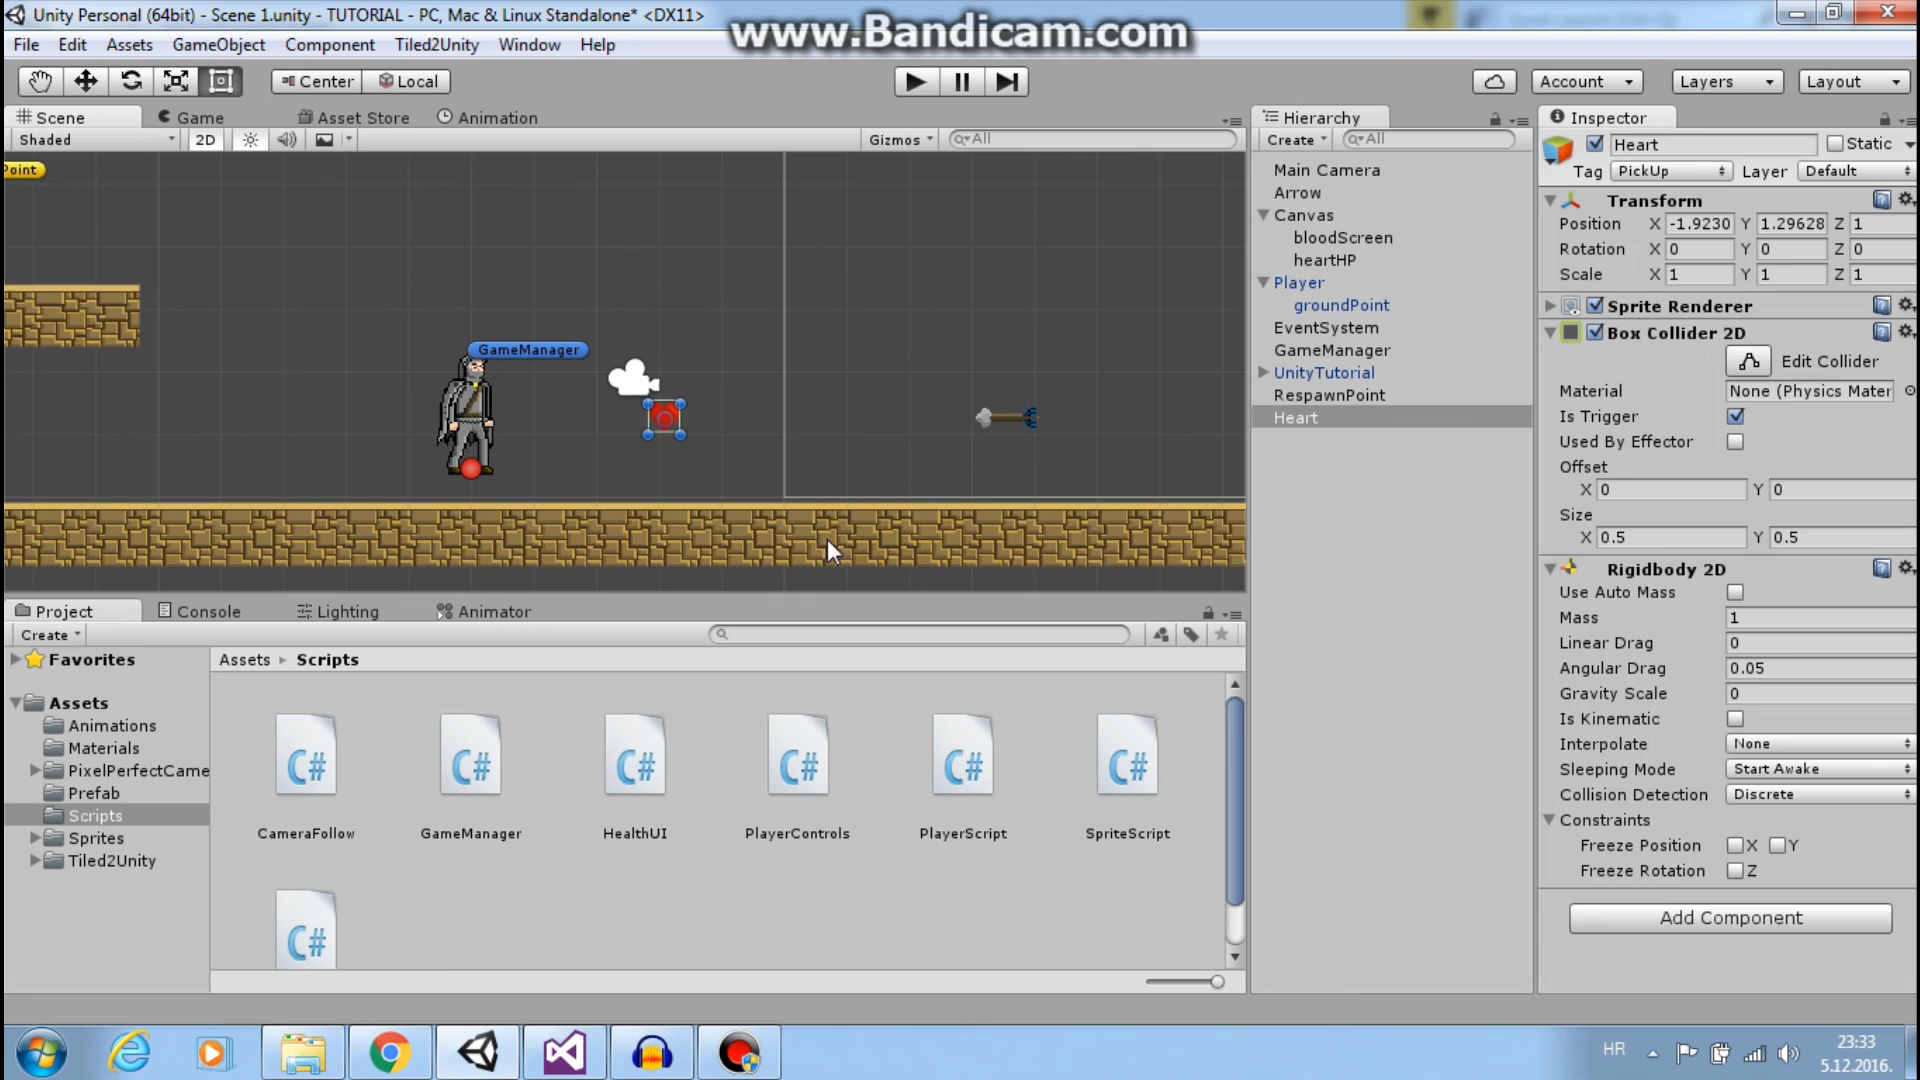 Unity Personal (64bit) - Scene 1.unity - TUTORIAL - PC, Mac & Linux Standalone* <DX11>
www.Bandicam.com
File Edit Assets GameObject Component Tiled2Unity Window Help
Center Local Account Layers Layout
Scene Game Asset Store Animation
Shaded 2D Gizmos All
Point
GameManager
Hierarchy
Create All
Main Camera
Arrow
Canvas
bloodScreen
heartHP
Player
groundPoint
EventSystem
GameManager
UnityTutorial
RespawnPoint
Heart
Inspector
Heart Static
Tag PickUp Layer Default
Transform
Position X -1.9230 Y 1.29628 Z 1
Rotation X 0 Y 0 Z 0
Scale X 1 Y 1 Z 1
Sprite Renderer
Box Collider 2D
Edit Collider
Material None (Physics Mater
Is Trigger
Used By Effector
Offset
X 0 Y 0
Size
X 0.5 Y 0.5
Rigidbody 2D
Use Auto Mass
Mass 1
Linear Drag 0
Angular Drag 0.05
Gravity Scale 0
Is Kinematic
Interpolate None
Sleeping Mode Start Awake
Collision Detection Discrete
Constraints
Freeze Position X Y
Freeze Rotation Z
Add Component
Project Console Lighting Animator
Create
Favorites
Assets
Animations
Materials
PixelPerfectCame
Prefab
Scripts
Sprites
Tiled2Unity
Assets Scripts
C# C# C# C# C# C#
CameraFollow GameManager HealthUI PlayerControls PlayerScript SpriteScript
C#
HR
23:33
5.12.2016.